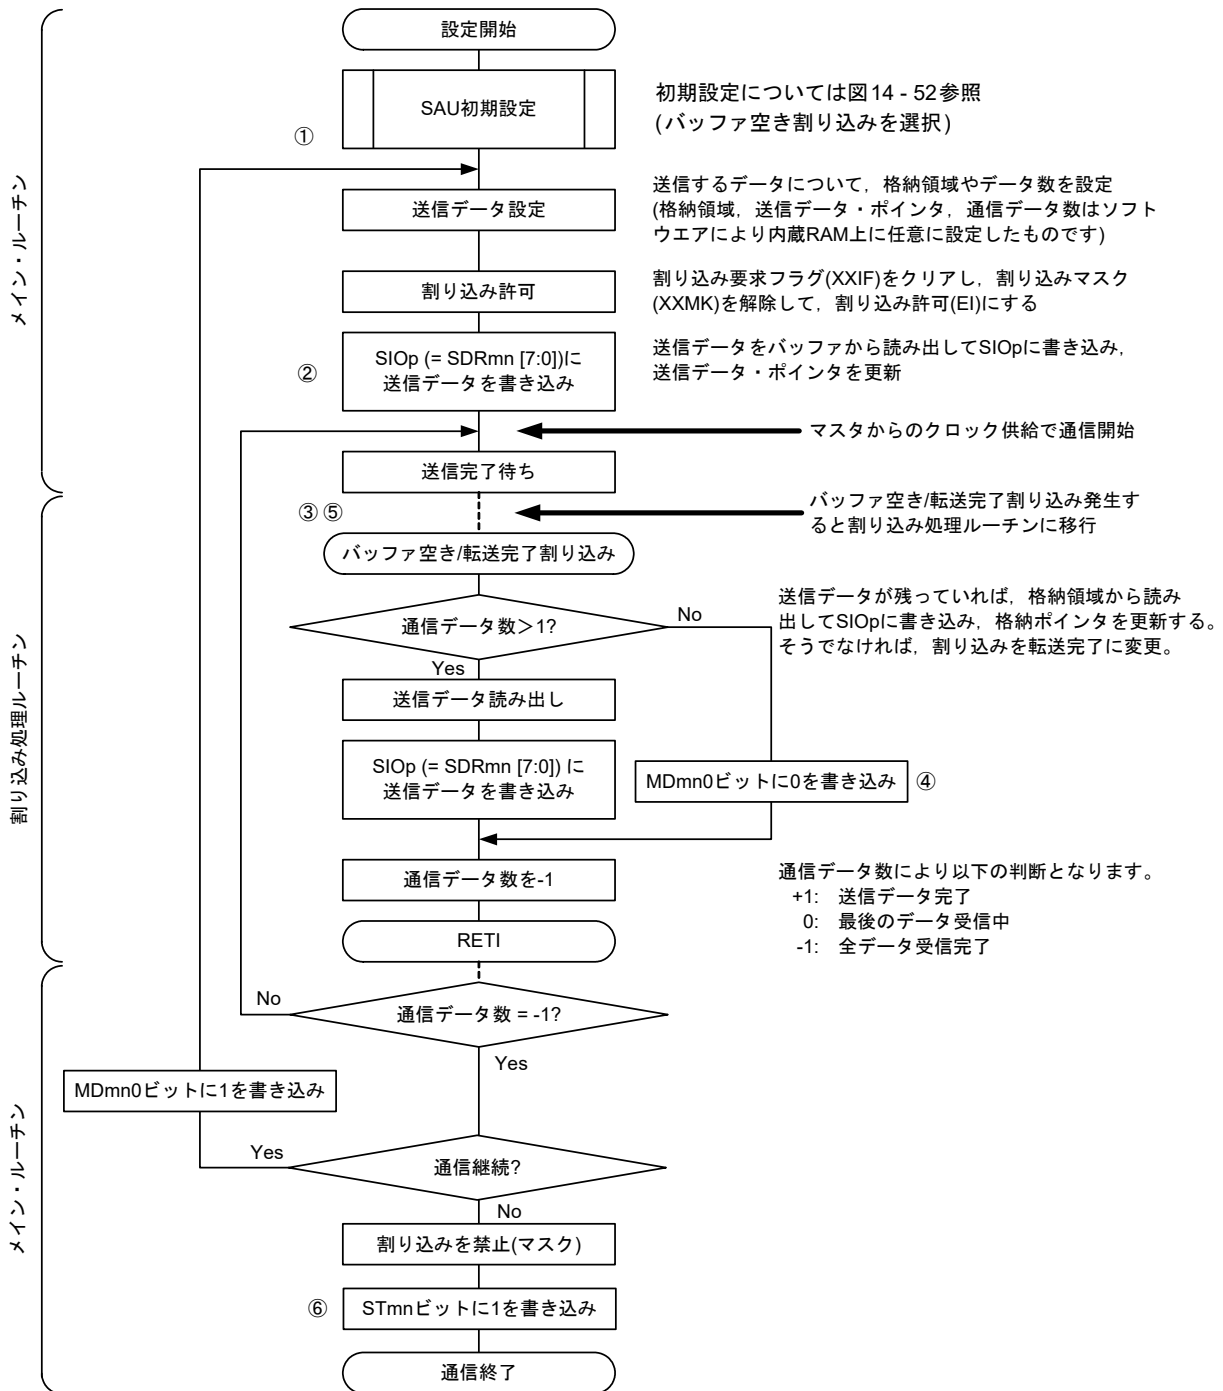 設定開始
SAU初期設定
初期設定については図14 - 52参照
(バッファ空き割り込みを選択)
①
メイン・ルーチン
送信データ設定
送信するデータについて，格納領域やデータ数を設定
(格納領域，送信データ・ポインタ，通信データ数はソフト
ウエアにより内蔵RAM上に任意に設定したものです)
割り込み許可
割り込み要求フラグ(XXIF)をクリアし，割り込みマスク
(XXMK)を解除して，割り込み許可(EI)にする
②
SIOp (= SDRmn [7:0])に
送信データを書き込み
送信データをバッファから読み出してSIOpに書き込み，
送信データ・ポインタを更新
マスタからのクロック供給で通信開始
送信完了待ち
③ ⑤
バッファ空き/転送完了割り込み発生す
ると割り込み処理ルーチンに移行
バッファ空き/転送完了割り込み
割り込み処理ルーチン
通信データ数＞1?
No
Yes
送信データが残っていれば，格納領域から読み
出してSIOpに書き込み，格納ポインタを更新する。
そうでなければ，割り込みを転送完了に変更。
送信データ読み出し
SIOp (= SDRmn [7:0]) に
送信データを書き込み
MDmn0ビットに0を書き込み
④
通信データ数を-1
通信データ数により以下の判断となります。
+1: 送信データ完了
0: 最後のデータ受信中
-1: 全データ受信完了
RETI
No
通信データ数 = -1?
Yes
MDmn0ビットに1を書き込み
メイン・ルーチン
Yes
通信継続?
No
割り込みを禁止(マスク)
⑥
STmnビットに1を書き込み
通信終了